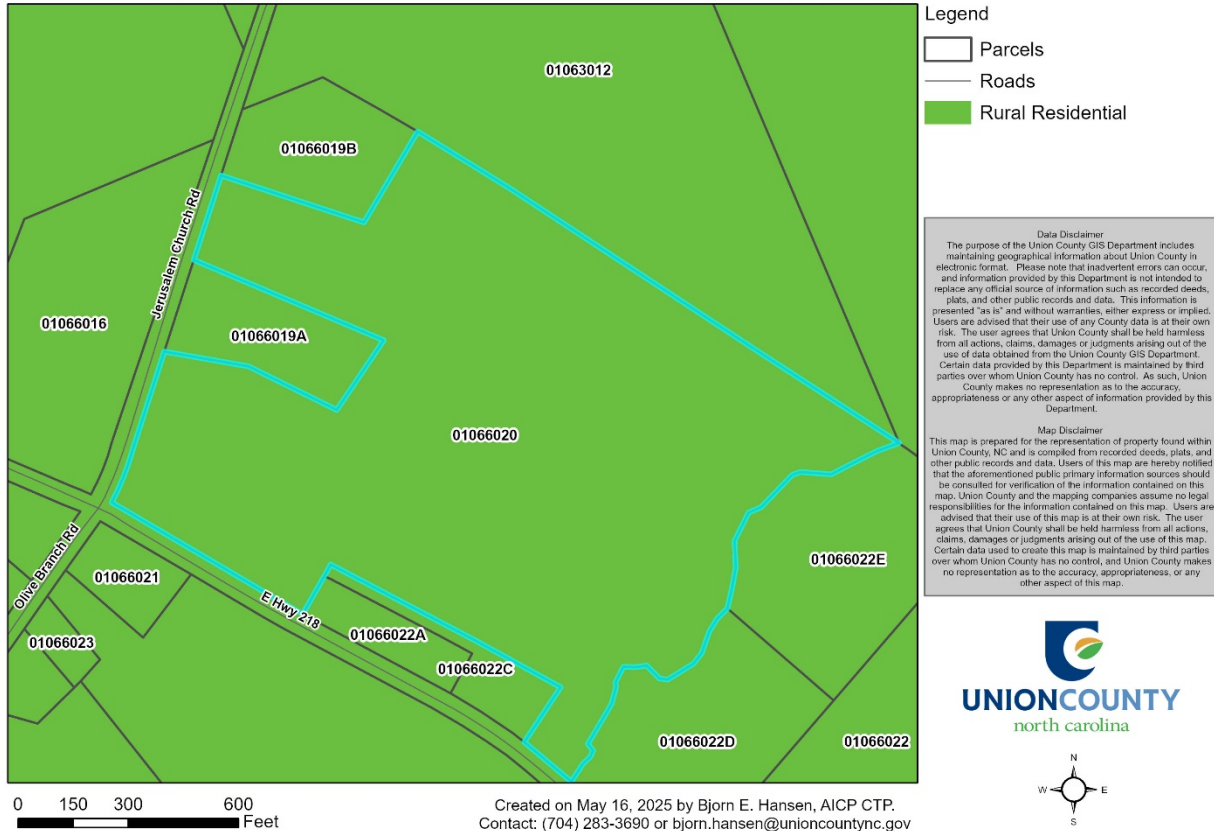 01063012
01066019B
Jerusalem Church Rd
01066016
01066019A
01066020
01066022E
Olive Branch Rd
01066021
E Hwy 218
01066022A
01066023
01066022C
01066022D
01066022
Legend
Parcels
Roads
Rural Residential
Data Disclaimer
The purpose of the Union County GIS Department includes
maintaining geographical information about Union County in
electronic format. Please note that inadvertent errors can occur,
and information provided by this Department is not intended to
replace any official source of information such as recorded deeds,
plats, and other public records and data. This information is
presented "as is" and without warranties, either express or implied.
Users are advised that their use of any County data is at their own
risk. The user agrees that Union County shall be held harmless
from all actions, claims, damages or judgments arising out of the
use of data obtained from the Union County GIS Department.
Certain data provided by this Department is maintained by third
parties over whom Union County has no control. As such, Union
County makes no representation as to the accuracy,
appropriateness or any other aspect of information provided by this
Department.
Map Disclaimer
This map is prepared for the representation of property found within
Union County, NC and is compiled from recorded deeds, plats, and
other public records and data. Users of this map are hereby notified
that the aforementioned public primary information sources should
be consulted for verification of the information contained on this
map. Union County and the mapping companies assume no legal
responsibilities for the information contained on this map. Users are
advised that their use of this map is at their own risk. The user
agrees that Union County shall be held harmless from all actions,
claims, damages or judgments arising out of the use of this map.
Certain data used to create this map is maintained by third parties
over whom Union County has no control, and Union County makes
no representation as to the accuracy, appropriateness, or any
other aspect of this map.
UNIONCOUNTY
north carolina
N
W E
S
0 150 300 600
Feet
Created on May 16, 2025 by Bjorn E. Hansen, AICP CTP.
Contact: (704) 283-3690 or bjorn.hansen@unioncountync.gov